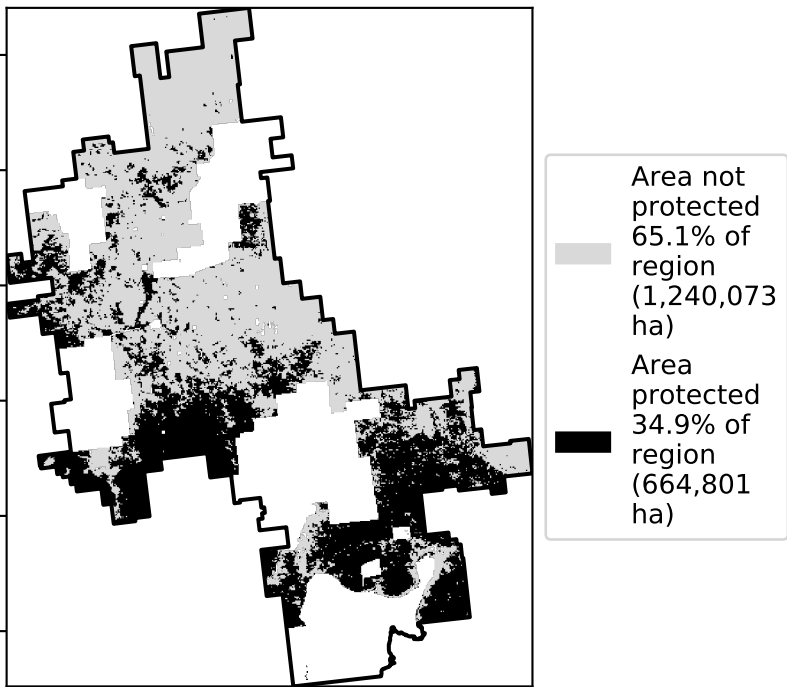 Area not
protected
65.1% of
region
(1,240,073
ha)
Area
protected
34.9% of
region
(664,801
ha)